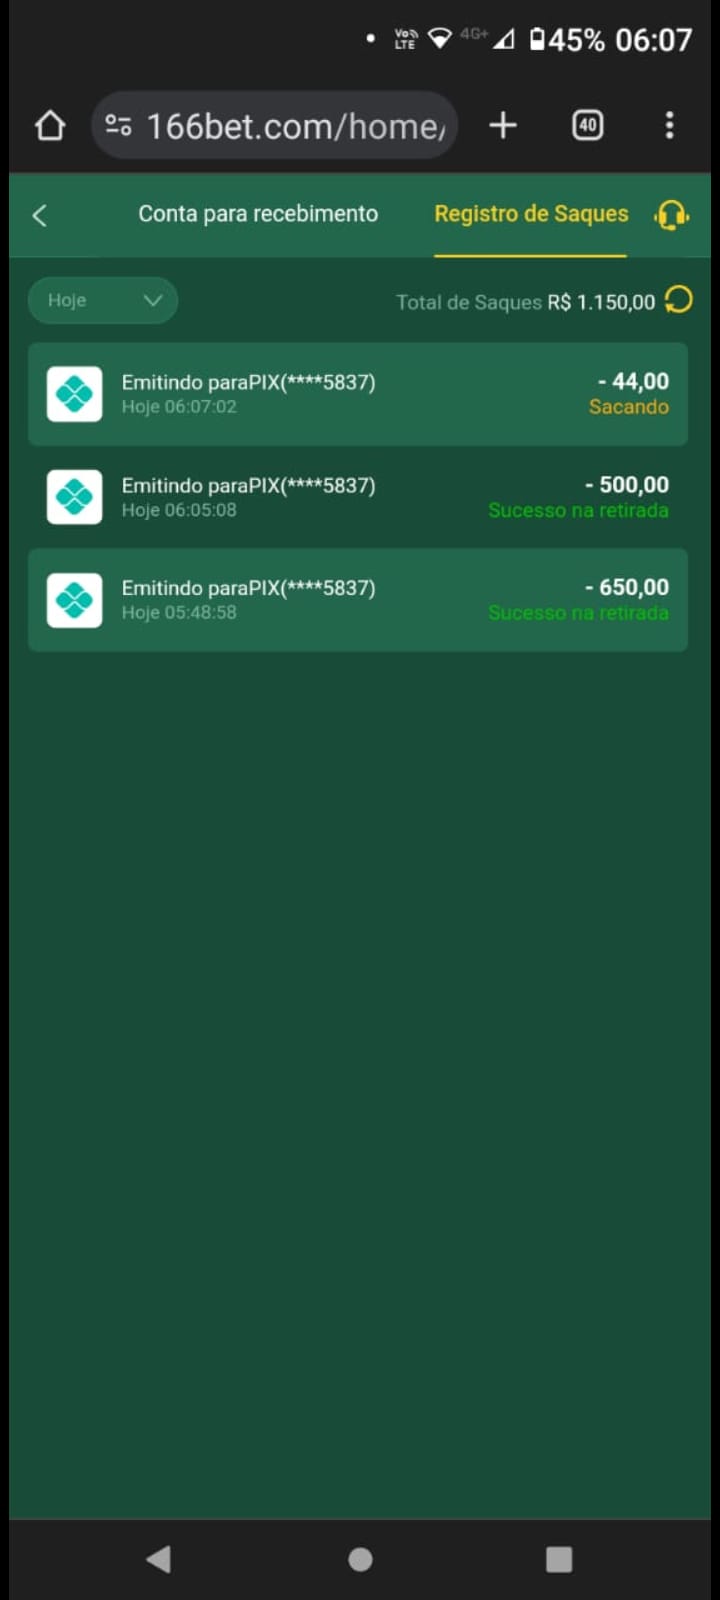 Vo)) LTE 4G+ 45% 06:07
166bet.com/home/ 40
Conta para recebimento Registro de Saques
Hoje Total de Saques R$ 1.150,00
Emitindo paraPIX(****5837) - 44,00
Hoje 06:07:02 Sacando
Emitindo paraPIX(****5837) - 500,00
Hoje 06:05:08 Sucesso na retirada
Emitindo paraPIX(****5837) - 650,00
Hoje 05:48:58 Sucesso na retirada